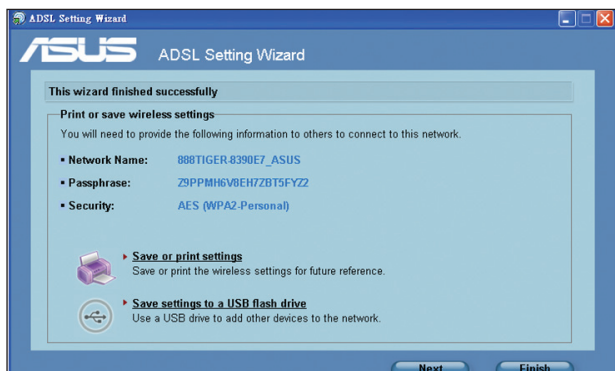 ADSL Setting Wizard
ASUS ADSL Setting Wizard
This wizard finished successfully
Print or save wireless settings
You will need to provide the following information to others to connect to this network.
Network Name: 888TIGER-8390E7_ASUS
Passphrase: Z9PPMH6V8EH7ZBT5FYZ2
Security: AES (WPA2-Personal)
Save or print settings
Save or print the wireless settings for future reference.
Save settings to a USB flash drive
Use a USB drive to add other devices to the network.
Next Finish